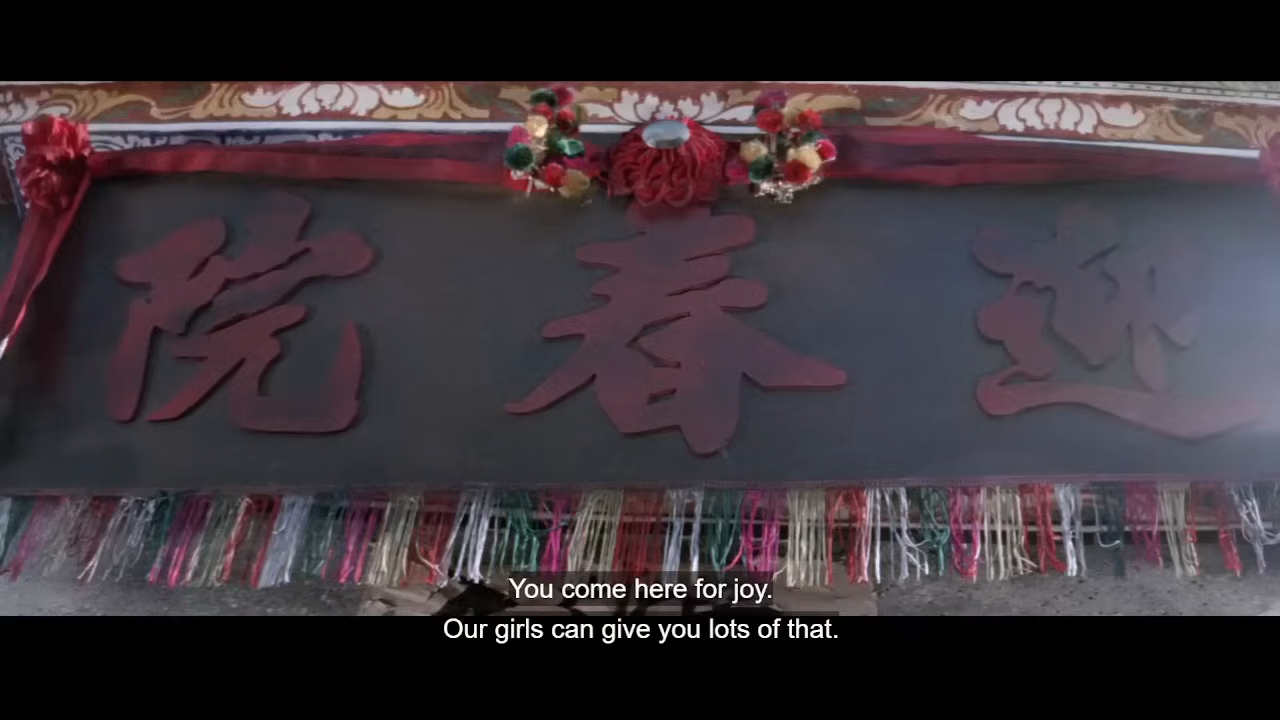 迎春院
You come here for joy.
Our girls can give you lots of that.